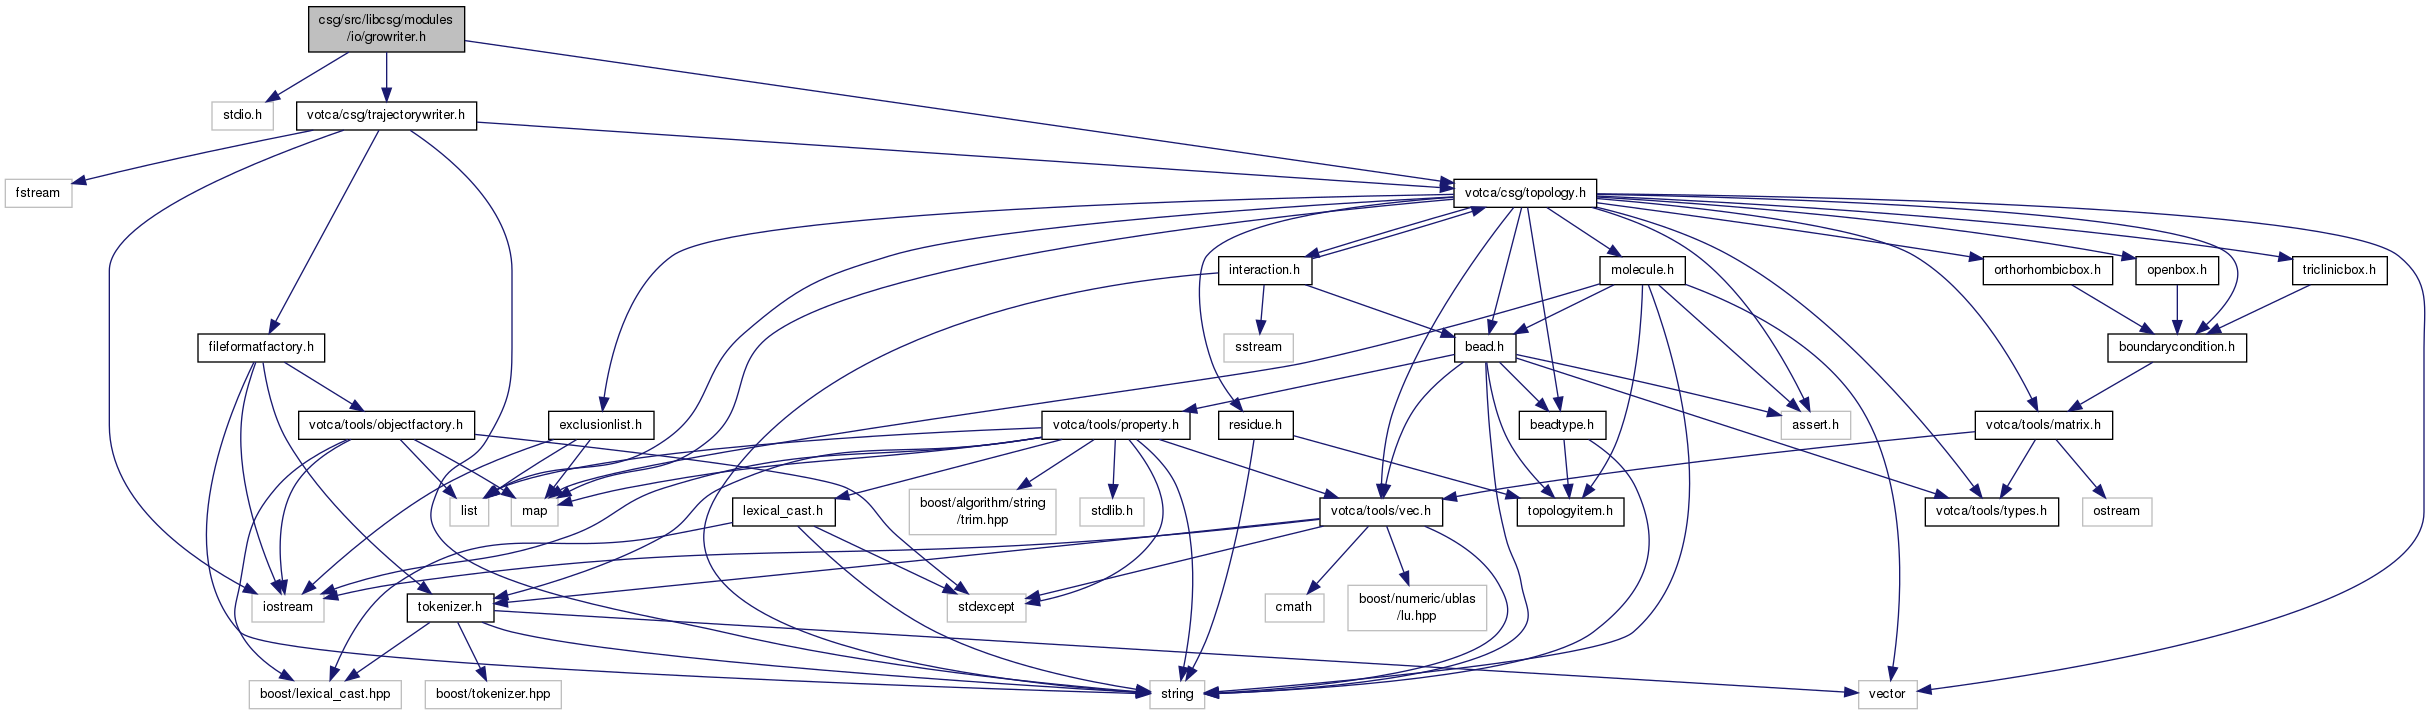 csg/src/libcsg/modules
/io/growriter.h
stdio.h
votca/csg/trajectorywriter.h
fstream
votca/csg/topology.h
interaction.h
molecule.h
orthorhombicbox.h
openbox.h
triclinicbox.h
fileformatfactory.h
sstream
bead.h
boundarycondition.h
votca/tools/objectfactory.h
exclusionlist.h
votca/tools/property.h
residue.h
beadtype.h
assert.h
votca/tools/matrix.h
list
map
lexical_cast.h
boost/algorithm/string
/trim.hpp
stdlib.h
votca/tools/vec.h
topologyitem.h
votca/tools/types.h
ostream
iostream
tokenizer.h
stdexcept
cmath
boost/numeric/ublas
/lu.hpp
boost/lexical_cast.hpp
boost/tokenizer.hpp
string
vector